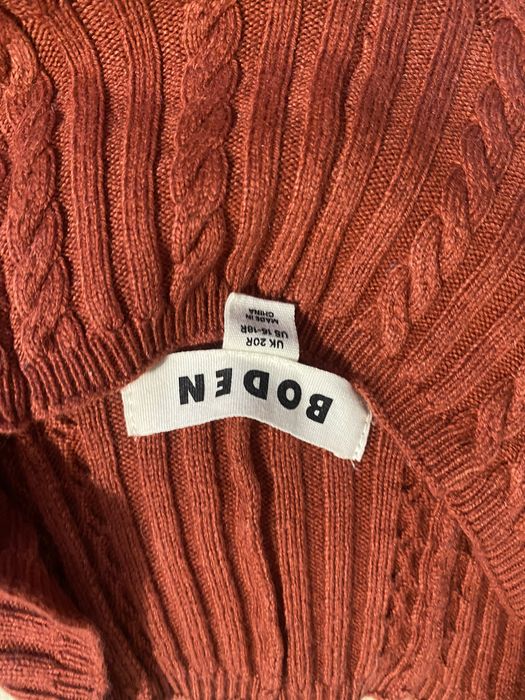 BODEN
UK 20R
US 16-18R
MADE IN
CHINA